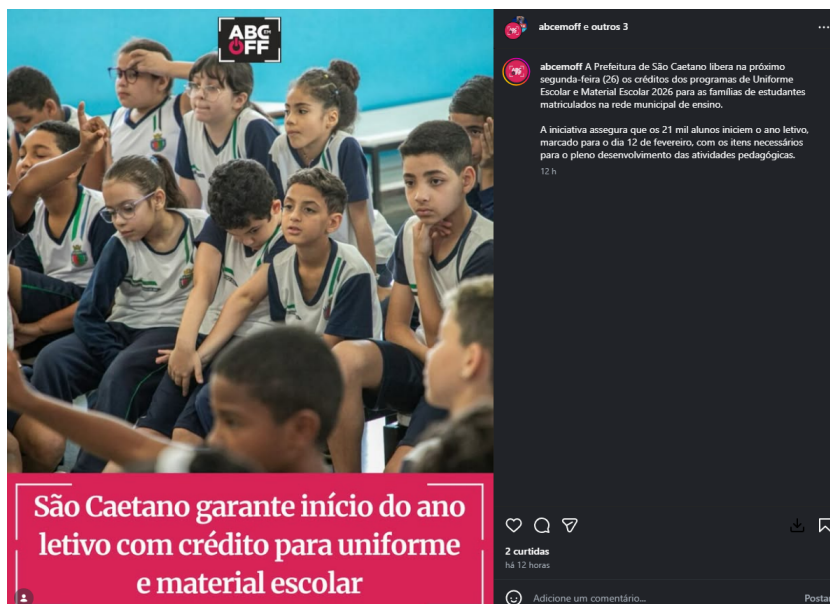 ABC
EM
OFF
São Caetano garante início do ano
letivo com crédito para uniforme
e material escolar
abcemoff e outros 3
abcemoff A Prefeitura de São Caetano libera na próximo
segunda-feira (26) os créditos dos programas de Uniforme
Escolar e Material Escolar 2026 para as famílias de estudantes
matriculados na rede municipal de ensino.
A iniciativa assegura que os 21 mil alunos iniciem o ano letivo,
marcado para o dia 12 de fevereiro, com os itens necessários
para o pleno desenvolvimento das atividades pedagógicas.
12 h
2 curtidas
há 12 horas
Adicione um comentário...
Postar